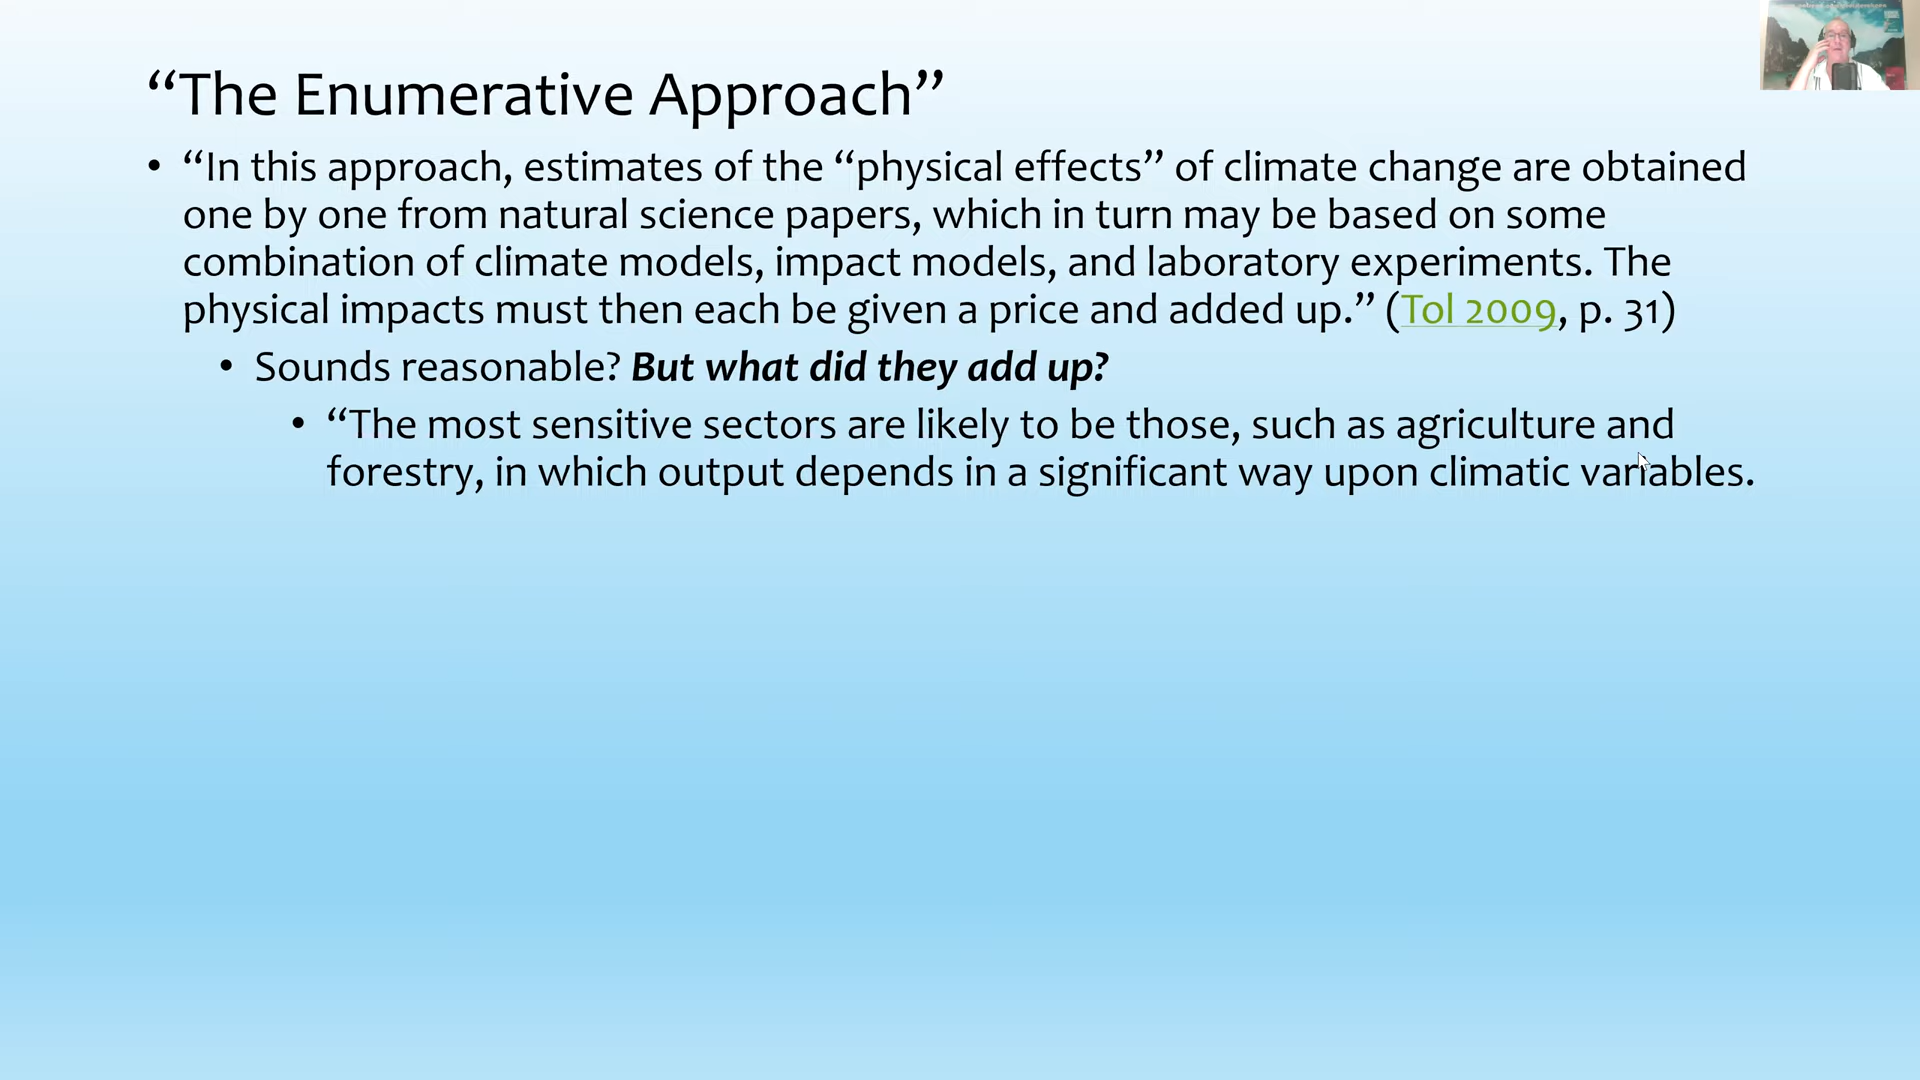 “The Enumerative Approach”
• “In this approach, estimates of the “physical effects” of climate change are obtained
one by one from natural science papers, which in turn may be based on some
combination of climate models, impact models, and laboratory experiments. The
physical impacts must then each be given a price and added up.” (Tol 2009, p. 31)
• Sounds reasonable? But what did they add up?
• “The most sensitive sectors are likely to be those, such as agriculture and
forestry, in which output depends in a significant way upon climatic variables.